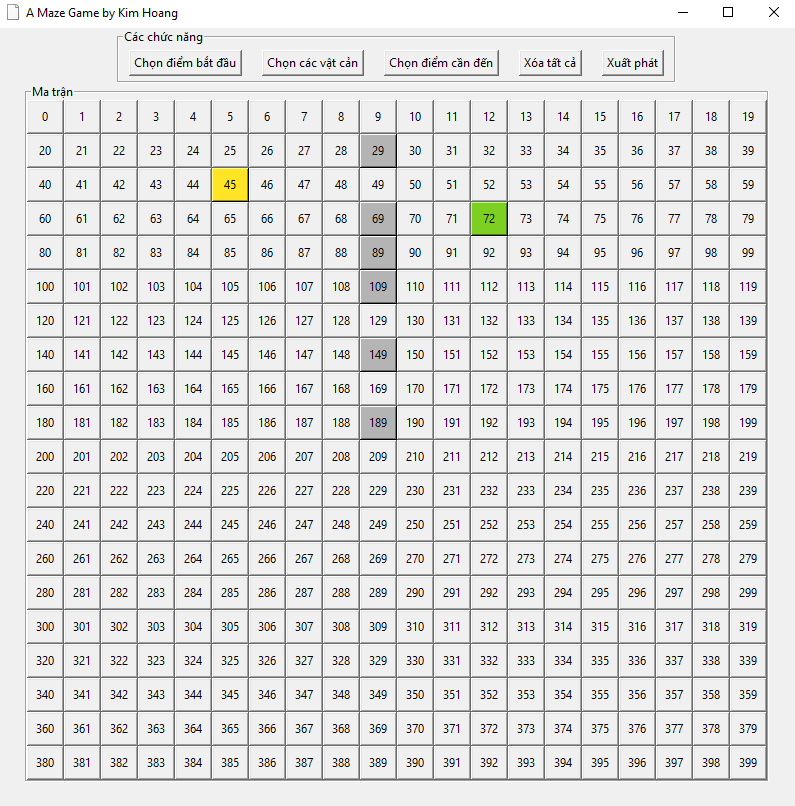 A Maze Game by Kim Hoang
Các chức năng
Chọn điểm bắt đầu Chọn các vật cản Chọn điểm cần đến Xóa tất cả Xuất phát
Ma trận
0 1 2 3 4 5 6 7 8 9 10 11 12 13 14 15 16 17 18 19
20 21 22 23 24 25 26 27 28 29 30 31 32 33 34 35 36 37 38 39
40 41 42 43 44 45 46 47 48 49 50 51 52 53 54 55 56 57 58 59
60 61 62 63 64 65 66 67 68 69 70 71 72 73 74 75 76 77 78 79
80 81 82 83 84 85 86 87 88 89 90 91 92 93 94 95 96 97 98 99
100 101 102 103 104 105 106 107 108 109 110 111 112 113 114 115 116 117 118 119
120 121 122 123 124 125 126 127 128 129 130 131 132 133 134 135 136 137 138 139
140 141 142 143 144 145 146 147 148 149 150 151 152 153 154 155 156 157 158 159
160 161 162 163 164 165 166 167 168 169 170 171 172 173 174 175 176 177 178 179
180 181 182 183 184 185 186 187 188 189 190 191 192 193 194 195 196 197 198 199
200 201 202 203 204 205 206 207 208 209 210 211 212 213 214 215 216 217 218 219
220 221 222 223 224 225 226 227 228 229 230 231 232 233 234 235 236 237 238 239
240 241 242 243 244 245 246 247 248 249 250 251 252 253 254 255 256 257 258 259
260 261 262 263 264 265 266 267 268 269 270 271 272 273 274 275 276 277 278 279
280 281 282 283 284 285 286 287 288 289 290 291 292 293 294 295 296 297 298 299
300 301 302 303 304 305 306 307 308 309 310 311 312 313 314 315 316 317 318 319
320 321 322 323 324 325 326 327 328 329 330 331 332 333 334 335 336 337 338 339
340 341 342 343 344 345 346 347 348 349 350 351 352 353 354 355 356 357 358 359
360 361 362 363 364 365 366 367 368 369 370 371 372 373 374 375 376 377 378 379
380 381 382 383 384 385 386 387 388 389 390 391 392 393 394 395 396 397 398 399